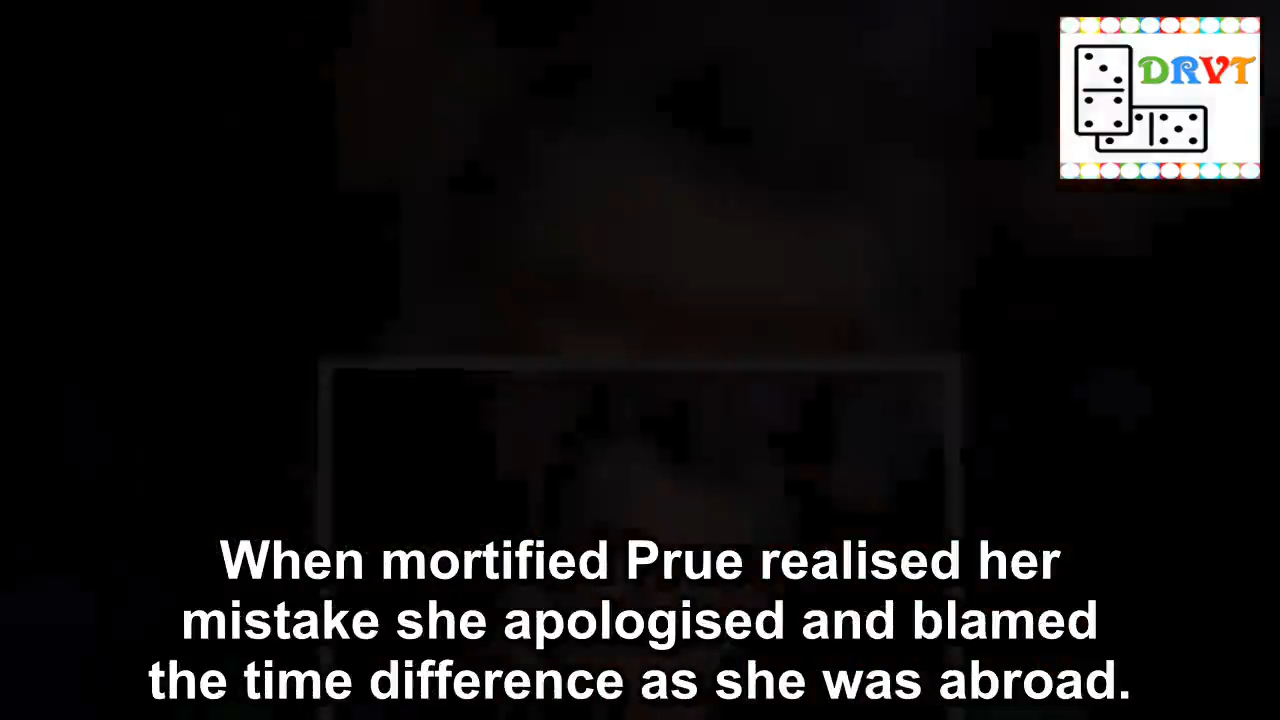 DRVT
When mortified Prue realised her
mistake she apologised and blamed
the time difference as she was abroad.